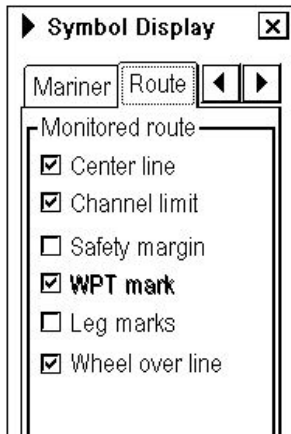 Symbol Display
Mariner Route
Monitored route
Center line
Channel limit
Safety margin
WPT mark
Leg marks
Wheel over line